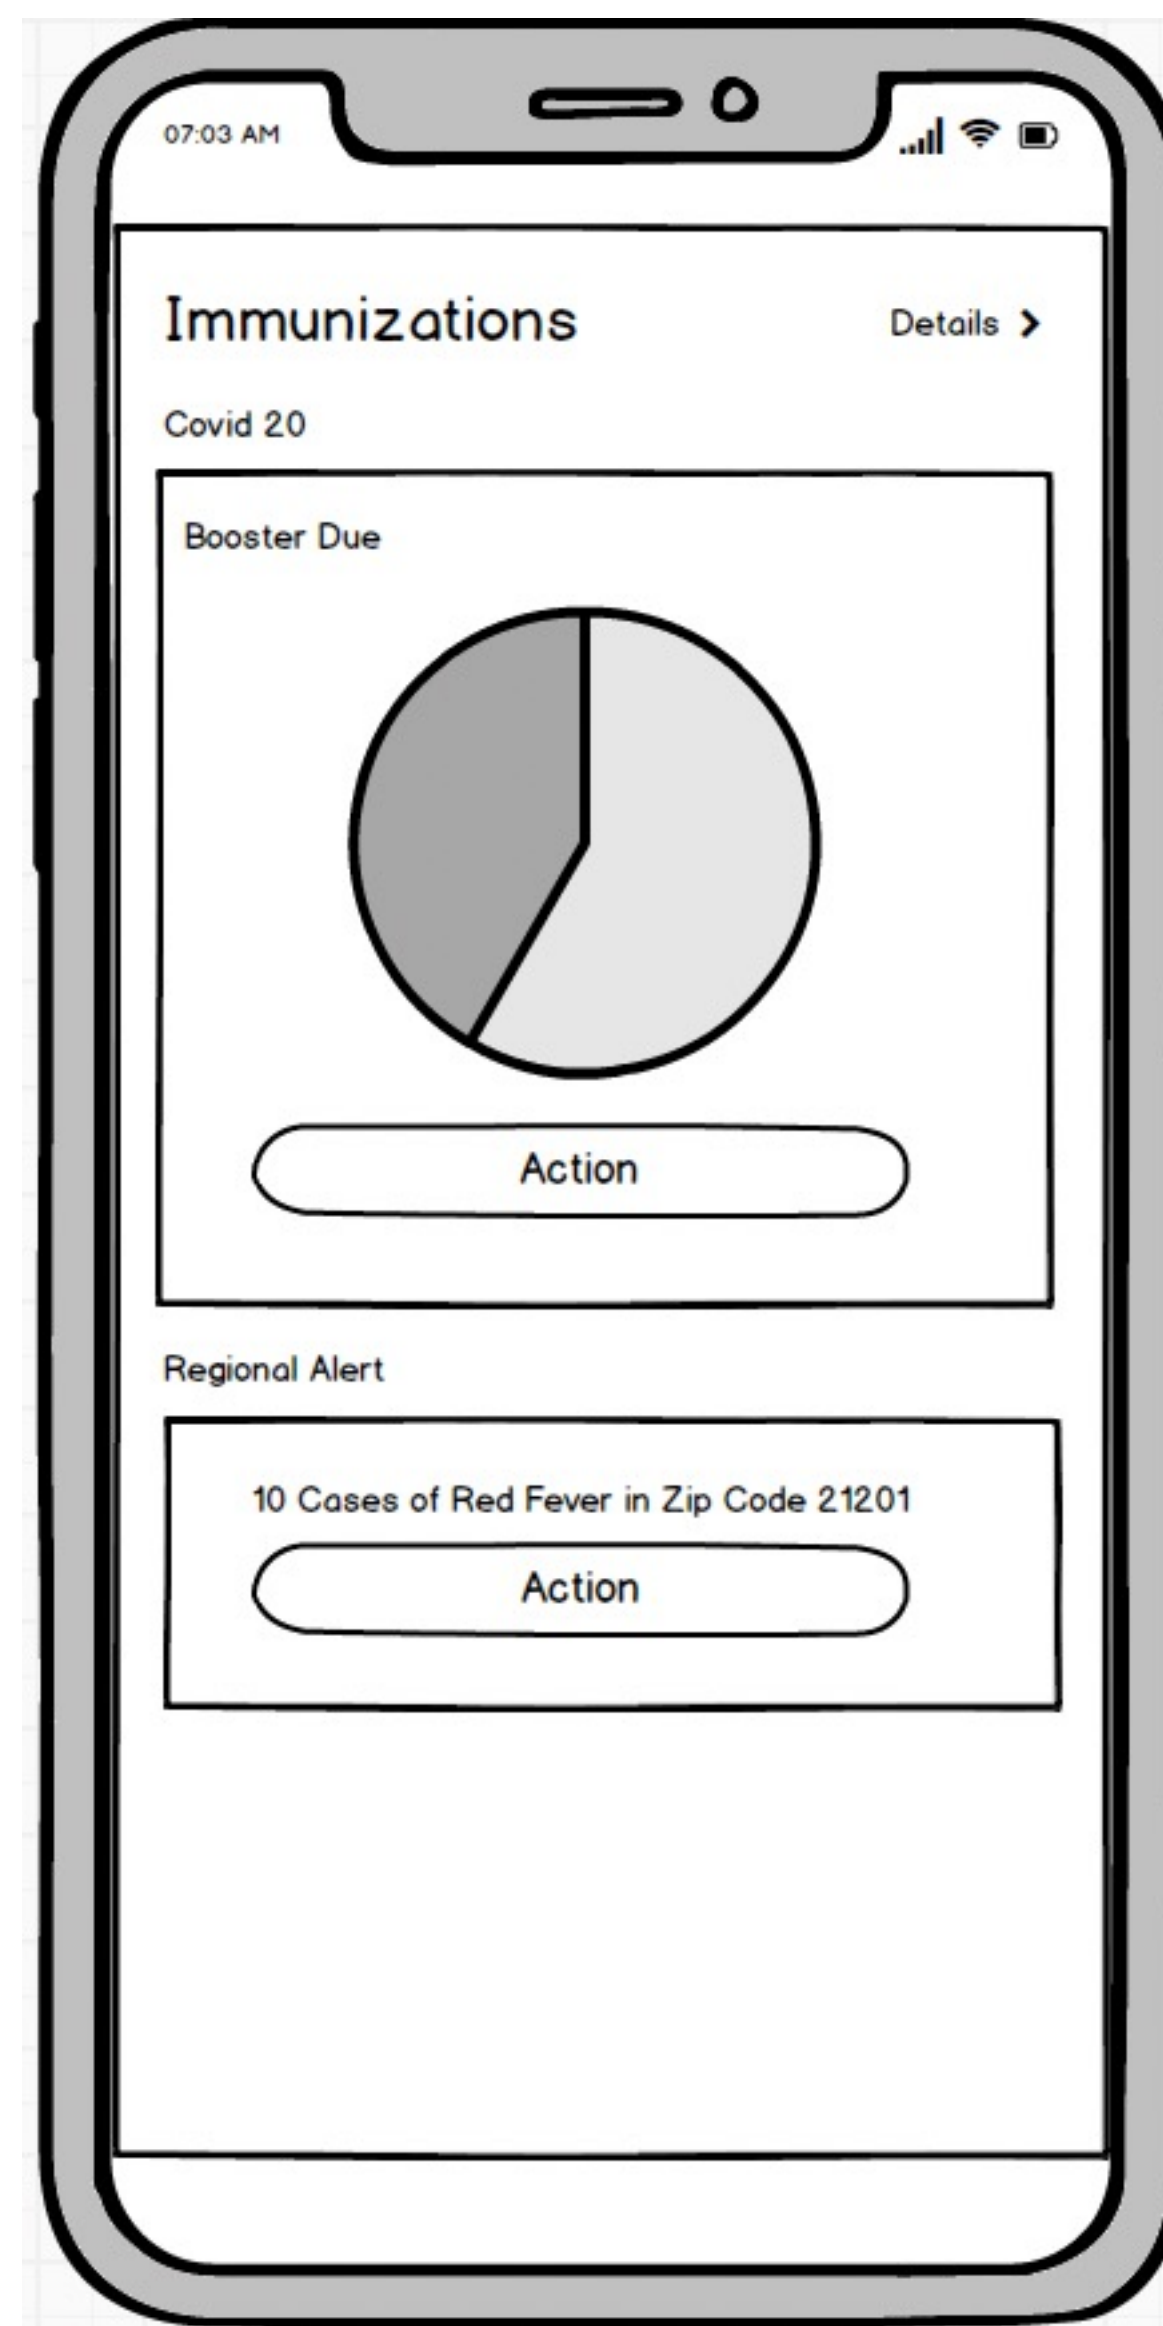 07:03 AM
Immunizations
Details
Covid 20
Booster Due
Action
Regional Alert
10 Cases of Red Fever in Zip Code 21201
Action